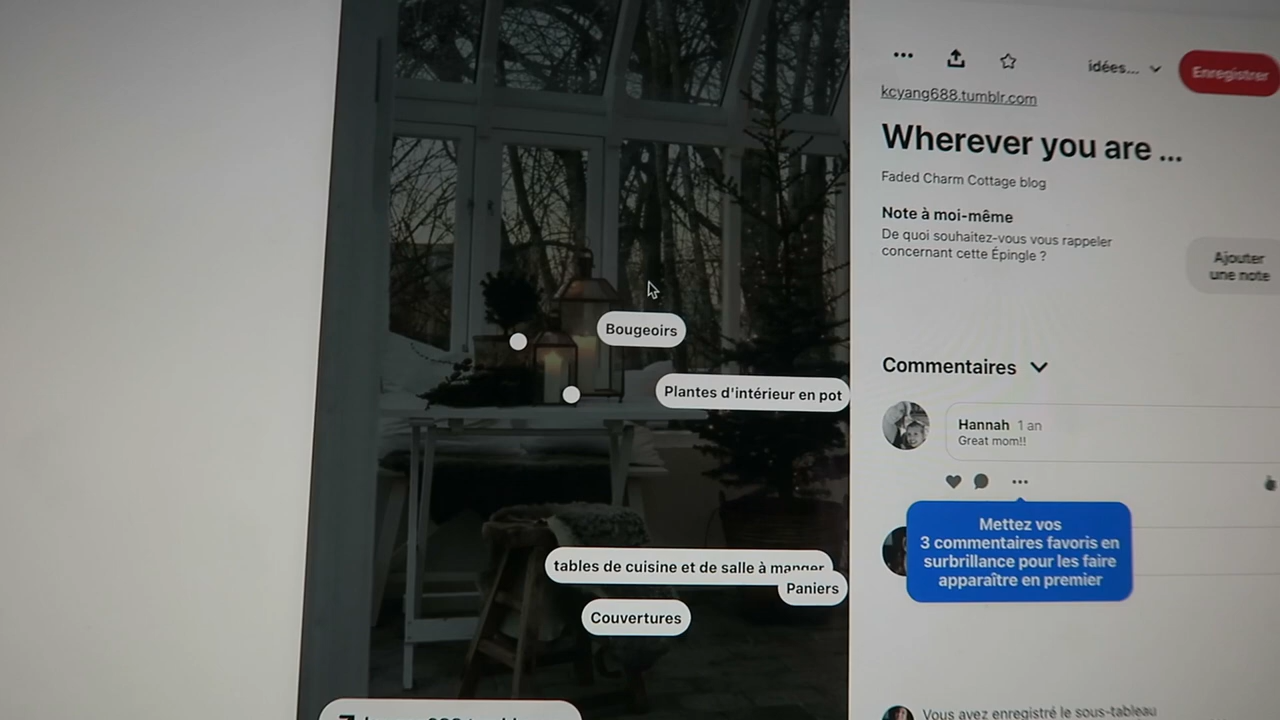 idées...
Enregistrer
kcyang688.tumblr.com
Wherever you are ...
Faded Charm Cottage blog
Note à moi-même
De quoi souhaitez-vous vous rappeler
concernant cette Épingle ?
Ajouter
une note
Bougeoirs
Plantes d'intérieur en pot
tables de cuisine et de salle à manger
Paniers
Couvertures
Commentaires
Hannah 1 an
Great mom!!
Mettez vos
3 commentaires favoris en
surbrillance pour les faire
apparaître en premier
Vous avez enregistré le sous-tableau